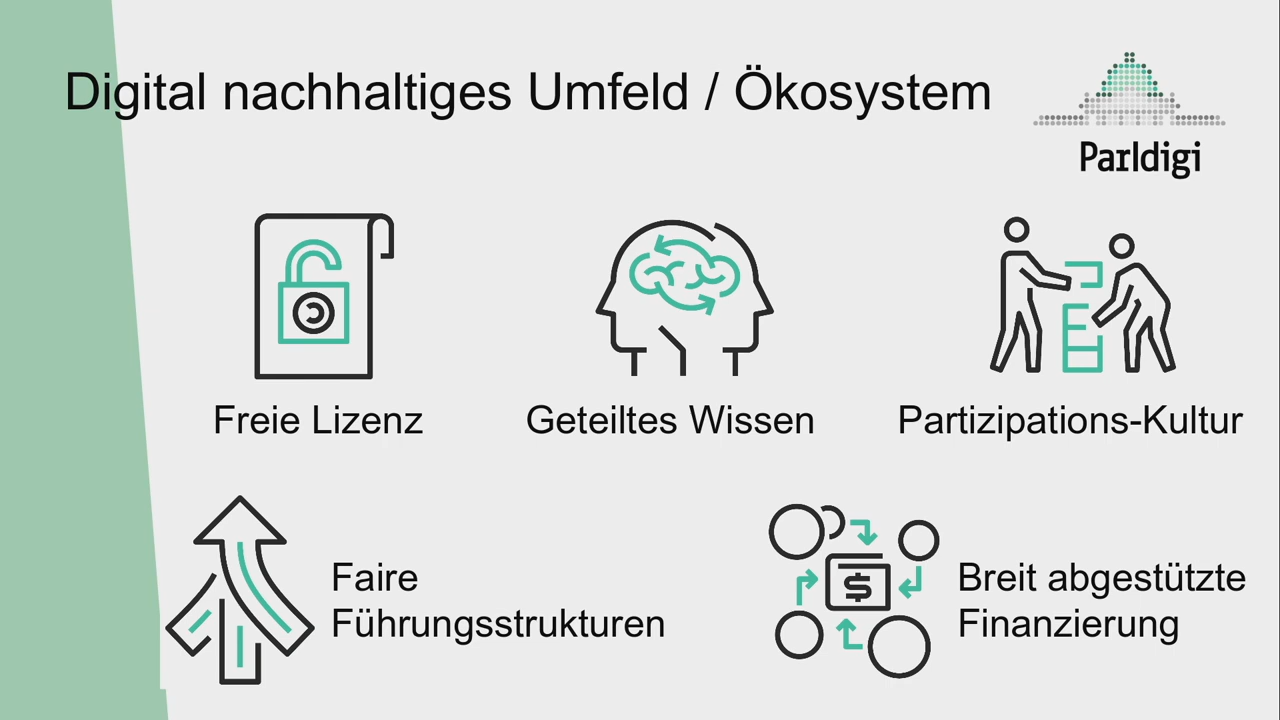 Digital nachhaltiges Umfeld / Ökosystem
Parldigi
Freie Lizenz
Geteiltes Wissen
Partizipations-Kultur
Faire
Führungsstrukturen
$
Breit abgestützte
Finanzierung